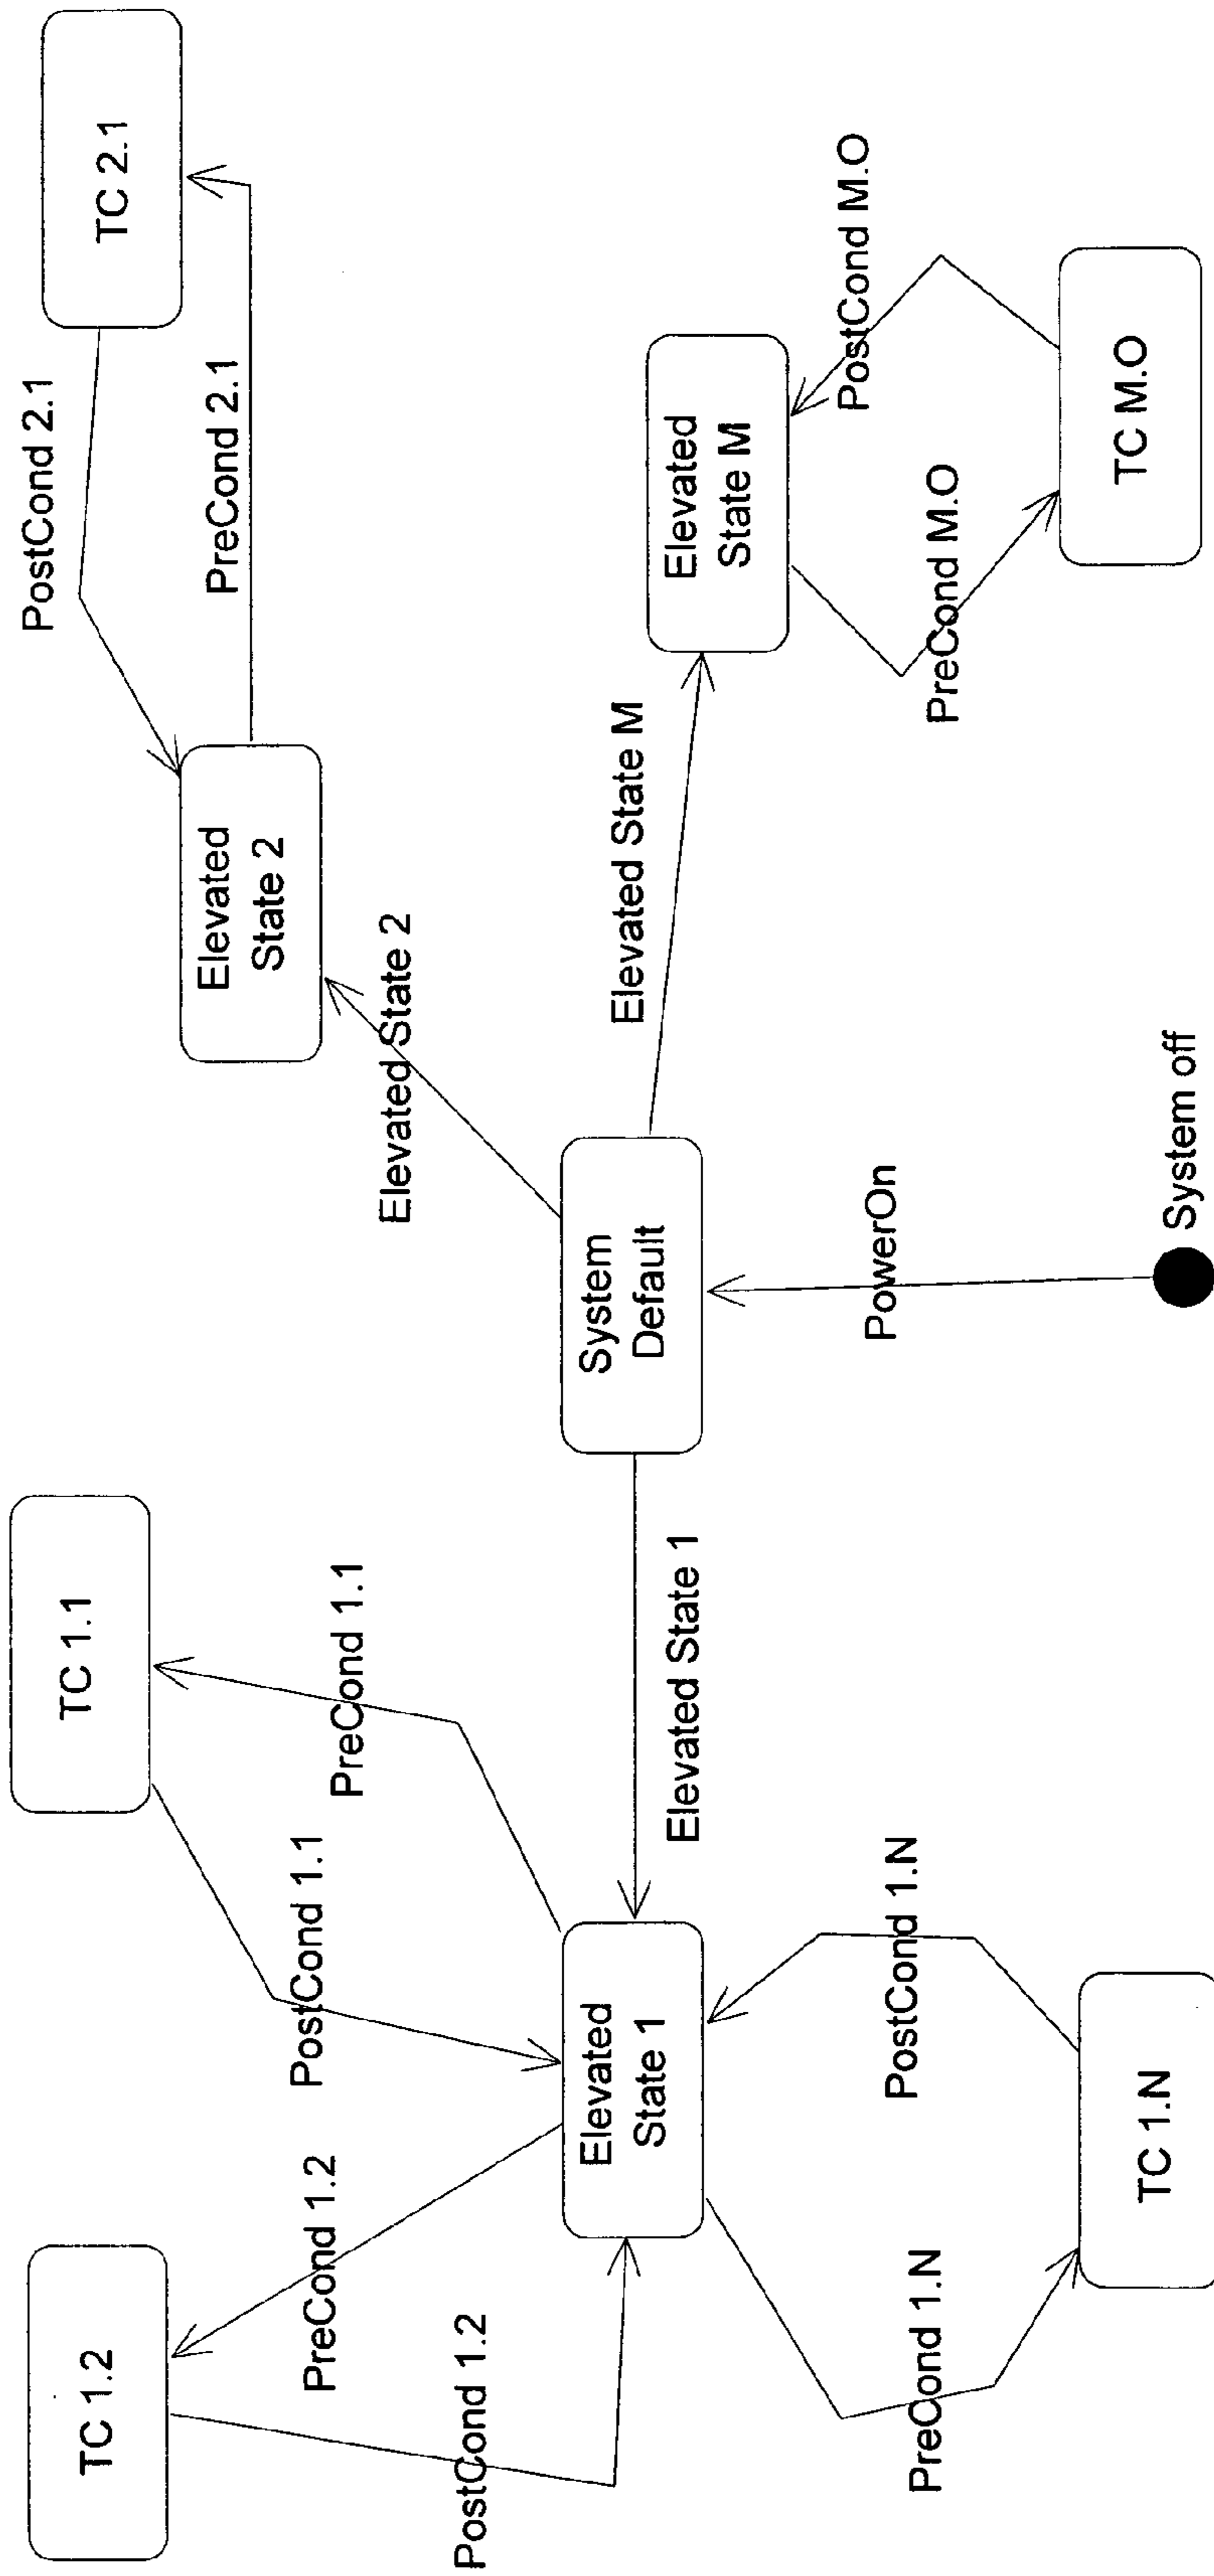 TC 1.2
TC 1.1
TC 2.1
PostCond 2.1
PreCond 2.1
PreCond 1.2
PostCond 1.1
PreCond 1.1
Elevated
State 2
PostCond 1.2
Elevated State 2
Elevated
State 1
Elevated State 1
System
Default
Elevated State M
Elevated
State M
PostCond M.O
PreCond M.O
PreCond 1.N
PostCond 1.N
PowerOn
TC M.O
TC 1.N
System off